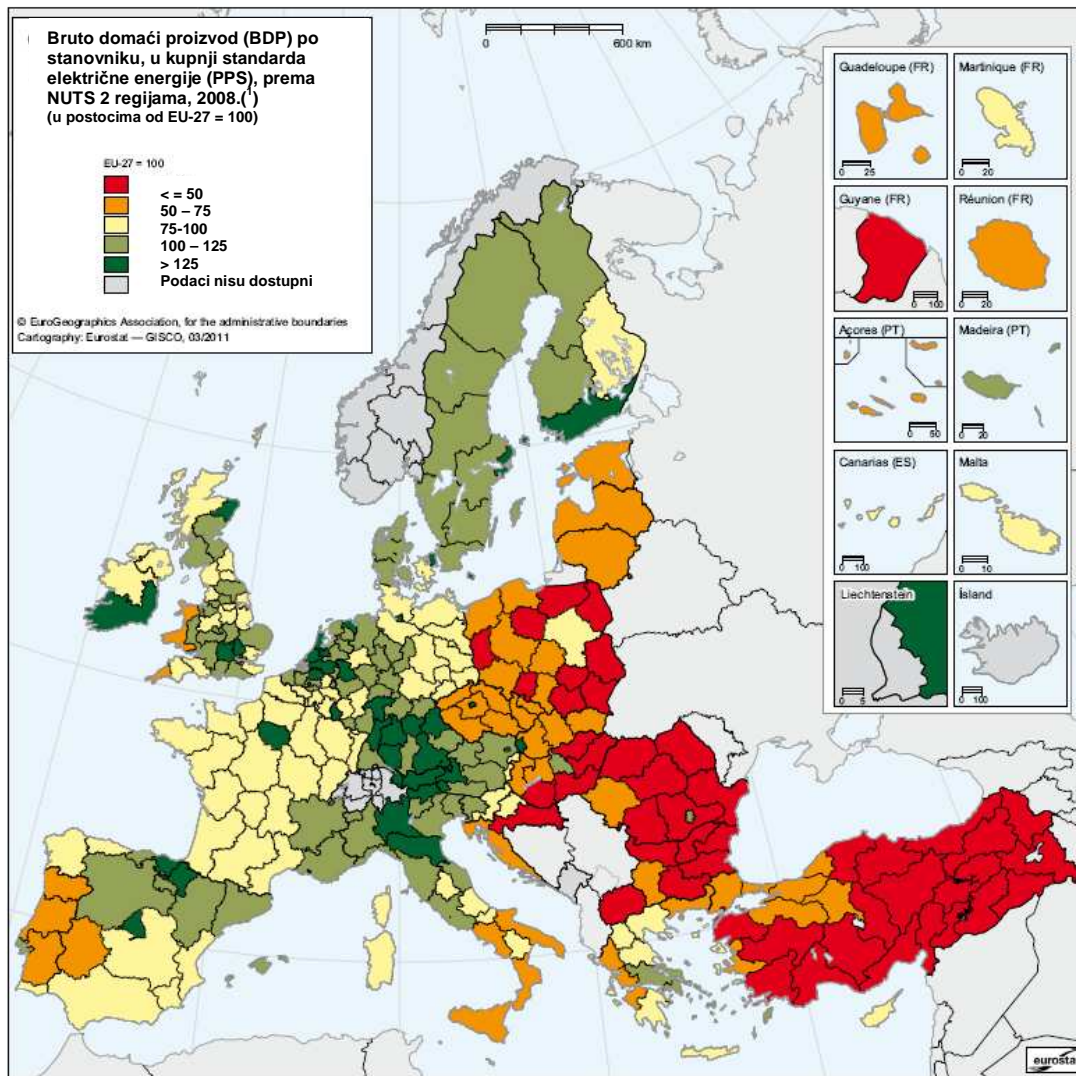 Bruto domaći proizvod (BDP) po
stanovniku, u kupnji standarda
električne energije (PPS), prema
NUTS 2 regijama, 2008.(1)
(u postocima od EU-27 = 100)
EU-27 = 100
< = 50
50 – 75
75-100
100 – 125
> 125
Podaci nisu dostupni
© EuroGeographics Association, for the administrative boundaries
Cartography: Eurostat — GISCO, 03/2011
0 600 km
Guadeloupe (FR)
0 25
Martinique (FR)
0 20
Guyane (FR)
0 100
Réunion (FR)
0 20
Açores (PT)
0 50
Madeira (PT)
0 20
Canarias (ES)
0 100
Malta
0 10
Liechtenstein
0 5
Ísland
0 100
eurostat